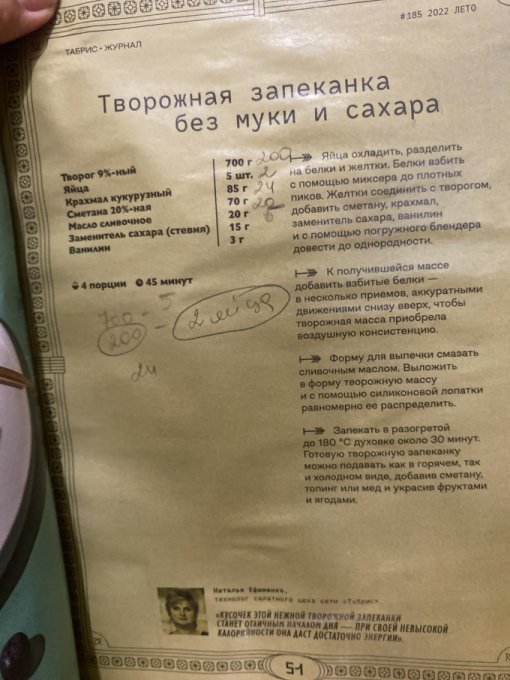 ТАБРИС • ЖУРНАЛ
#185 2022 ЛЕТО
Творожная запеканка
без муки и сахара
Творог 9%-ный 700 г 200
Яйца 5 шт. 2
Крахмал кукурузный 85 г 24
Сметана 20%-ная 70 г 20
Масло сливочное 20 г
Заменитель сахара (стевия) 15 г
Ванилин 3 г
4 порции 45 минут
700
200
5
2 яйца
24
Яйца охладить, разделить
на белки и желтки. Белки взбить
с помощью миксера до плотных
пиков. Желтки соединить с творогом,
добавить сметану, крахмал,
заменитель сахара, ванилин
и с помощью погружного блендера
довести до однородности.
К получившейся массе
добавить взбитые белки —
в несколько приемов, аккуратными
движениями снизу вверх, чтобы
творожная масса приобрела
воздушную консистенцию.
Форму для выпечки смазать
сливочным маслом. Выложить
в форму творожную массу
и с помощью силиконовой лопатки
равномерно ее распределить.
Запекать в разогретой
до 180 °С духовке около 30 минут.
Готовую творожную запеканку
можно подавать как в горячем, так
и холодном виде, добавив сметану,
топинг или мед и украсив фруктами
и ягодами.
Наталья Ефименко,
технолог салатного цеха сети «Табрис»
«КУСОЧЕК ЭТОЙ НЕЖНОЙ ТВОРОЖНОЙ ЗАПЕКАНКИ
СТАНЕТ ОТЛИЧНЫМ НАЧАЛОМ ДНЯ — ПРИ СВОЕЙ НЕВЫСОКОЙ
КАЛОРИЙНОСТИ ОНА ДАСТ ДОСТАТОЧНО ЭНЕРГИИ».
51